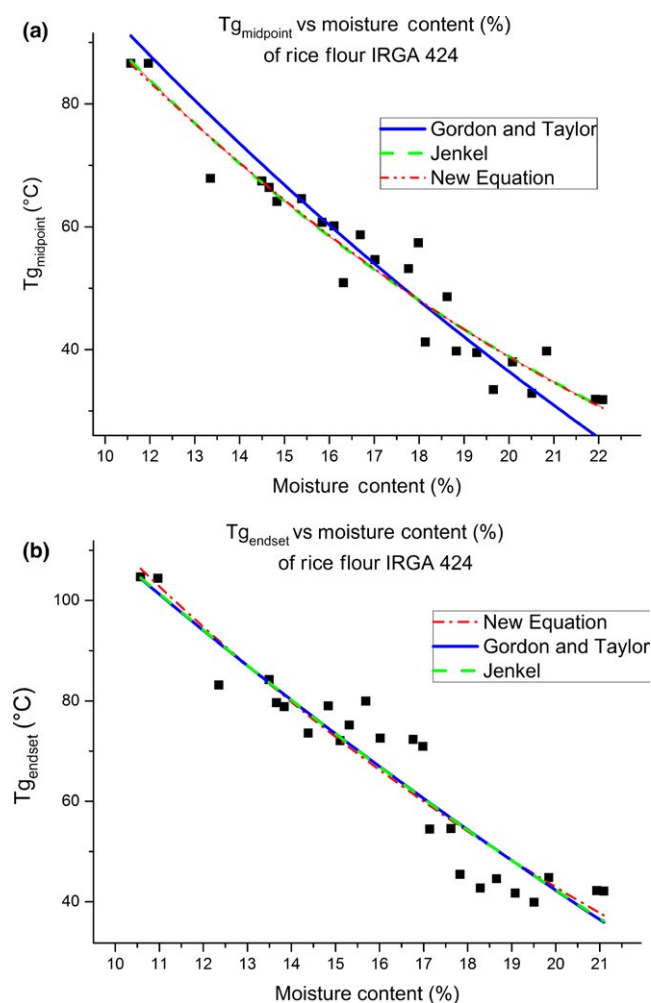 (a)
Tgmidpoint vs moisture content (%)
of rice flour IRGA 424
Gordon and Taylor
Jenkel
New Equation
80
60
40
Tgmidpoint (°C)
10 12 13 14 15 16 17 18 19 20 21 22
Moisture content (%)
(b)
Tgendset vs moisture content (%)
of rice flour IRGA 424
New Equation
Gordon and Taylor
Jenkel
100
80
60
40
Tgendset (°C)
10 11 12 13 14 15 16 17 18 19 20 21
Moisture content (%)